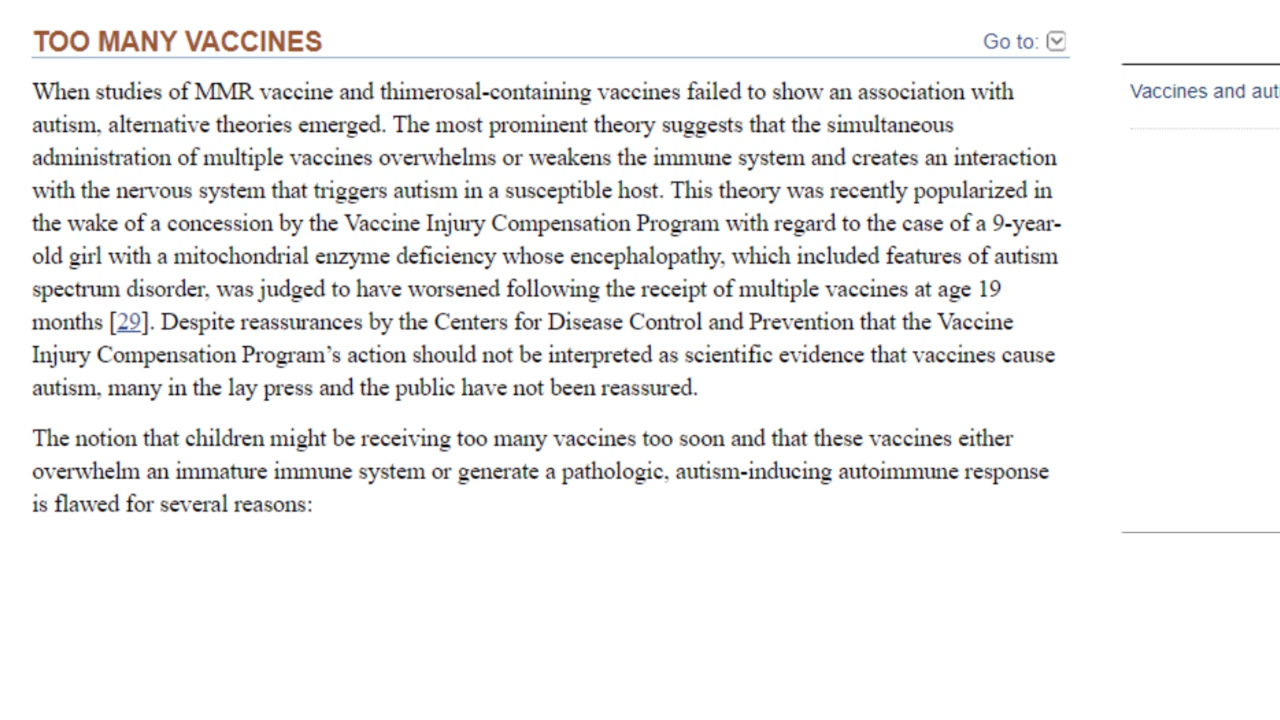 TOO MANY VACCINES
Go to:
When studies of MMR vaccine and thimerosal-containing vaccines failed to show an association with
autism, alternative theories emerged. The most prominent theory suggests that the simultaneous
administration of multiple vaccines overwhelms or weakens the immune system and creates an interaction
with the nervous system that triggers autism in a susceptible host. This theory was recently popularized in
the wake of a concession by the Vaccine Injury Compensation Program with regard to the case of a 9-year-
old girl with a mitochondrial enzyme deficiency whose encephalopathy, which included features of autism
spectrum disorder, was judged to have worsened following the receipt of multiple vaccines at age 19
months [29]. Despite reassurances by the Centers for Disease Control and Prevention that the Vaccine
Injury Compensation Program’s action should not be interpreted as scientific evidence that vaccines cause
autism, many in the lay press and the public have not been reassured.
The notion that children might be receiving too many vaccines too soon and that these vaccines either
overwhelm an immature immune system or generate a pathologic, autism-inducing autoimmune response
is flawed for several reasons:
Vaccines and aut